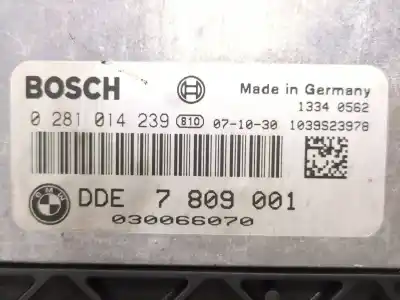 BOSCH
Made in Germany
1334 0562
0 281 014 239 810 07-10-30 1039S23978
BMW DDE 7 809 001
030066070